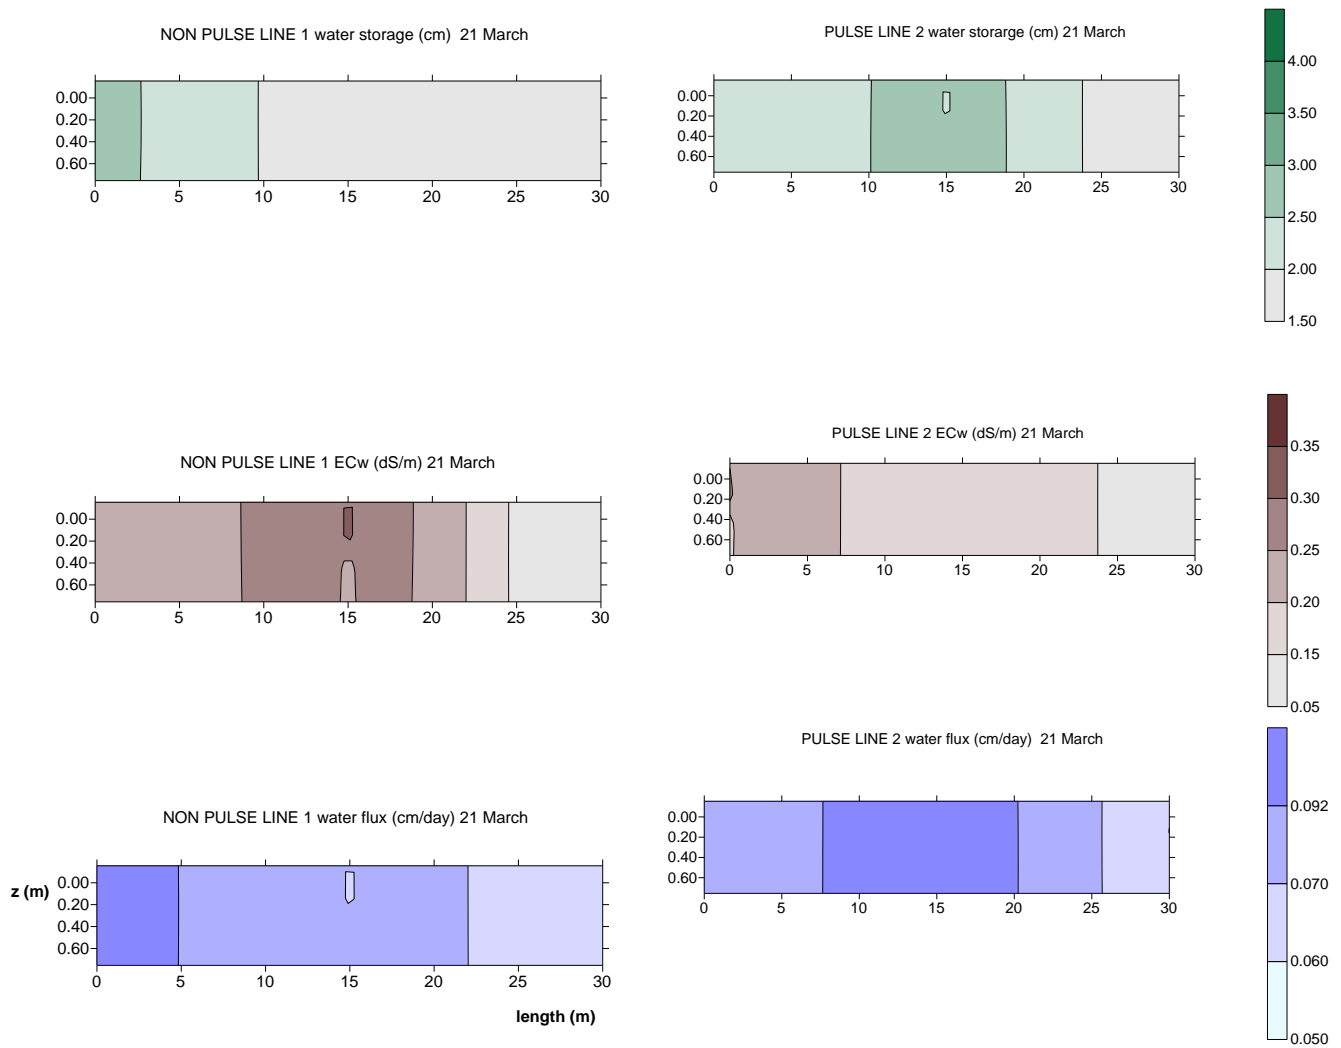 NON PULSE LINE 1 water storage (cm) 21 March
0.00
0.20
0.40
0.60
0 5 10 15 20 25 30
PULSE LINE 2 water storarge (cm) 21 March
0.00
0.20
0.40
0.60
0 5 10 15 20 25 30
4.00
3.50
3.00
2.50
2.00
1.50
NON PULSE LINE 1 ECw (dS/m) 21 March
0.00
0.20
0.40
0.60
0 5 10 15 20 25 30
PULSE LINE 2 ECw (dS/m) 21 March
0.00
0.20
0.40
0.60
0 5 10 15 20 25 30
0.35
0.30
0.25
0.20
0.15
0.05
NON PULSE LINE 1 water flux (cm/day) 21 March
z (m)
0.00
0.20
0.40
0.60
0 5 10 15 20 25 30
length (m)
PULSE LINE 2 water flux (cm/day) 21 March
0.00
0.20
0.40
0.60
0 5 10 15 20 25 30
0.092
0.070
0.060
0.050